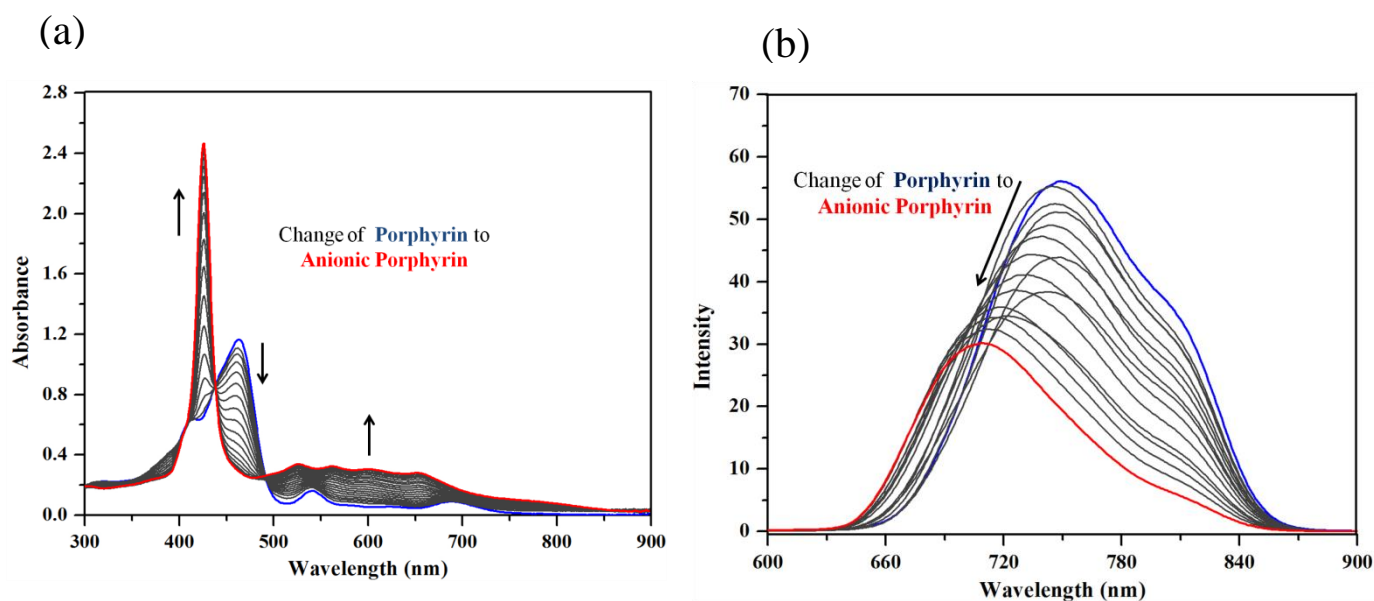 (a)
(b)
2.8
2.4
2.0
1.6
1.2
0.8
0.4
0.0
Absorbance
Change of Porphyrin to
Anionic Porphyrin
300 400 500 600 700 800 900
Wavelength (nm)
70
60
50
40
30
20
10
0
Intensity
Change of Porphyrin to
Anionic Porphyrin
600 660 720 780 840 900
Wavelength (nm)